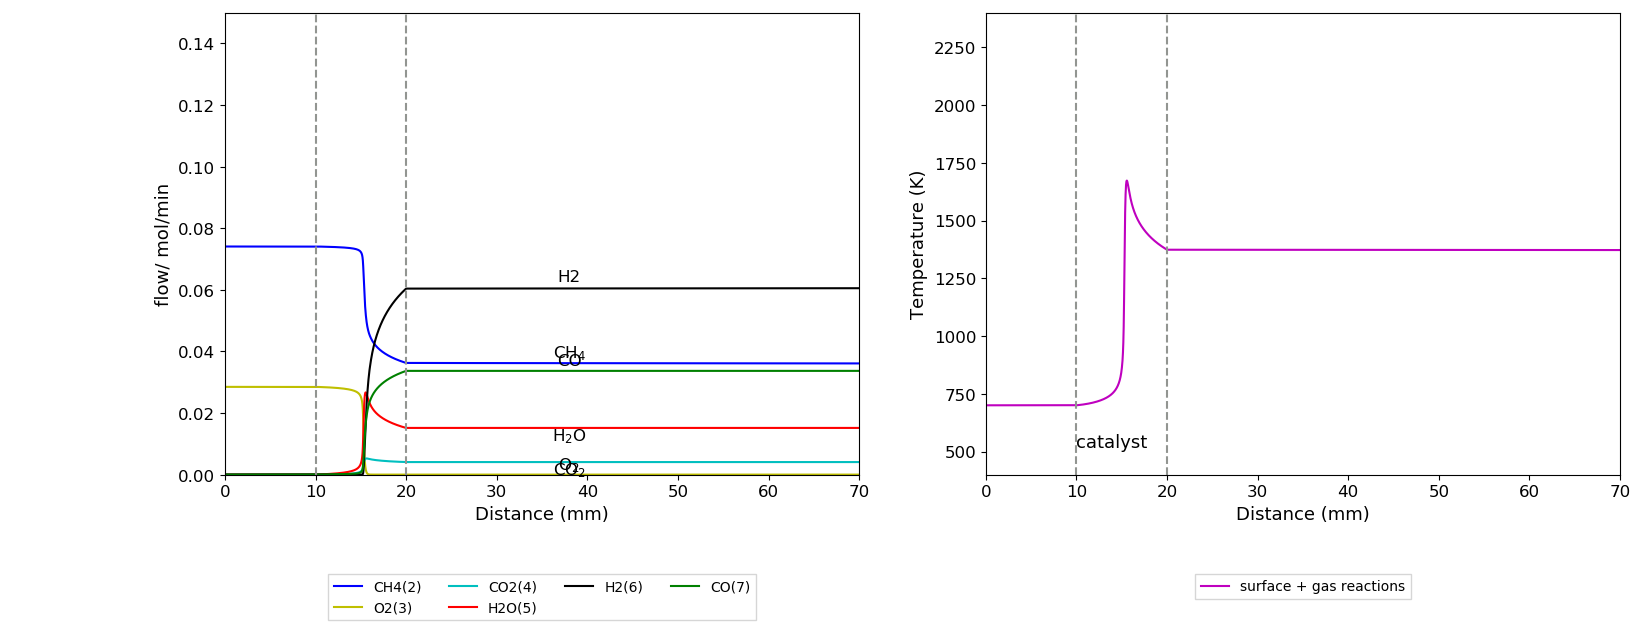 0.14
0.12
0.10
0.08
0.06
0.04
0.02
0.00
flow/ mol/min
H2
CH4
CO
H2O
O2
CO2
0 10 20 30 40 50 60 70
Distance (mm)
CH4(2) CO2(4) H2(6) CO(7)
O2(3) H2O(5)
2250
2000
1750
1500
1250
1000
750
500
Temperature (K)
catalyst
0 10 20 30 40 50 60 70
Distance (mm)
surface + gas reactions